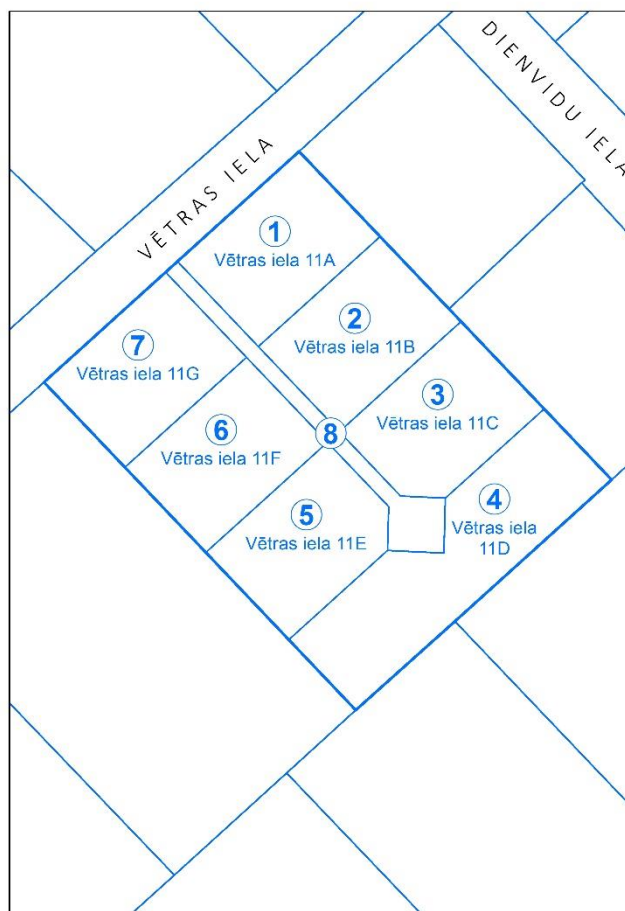 DIENVIDU IELA
VĒTRAS IELA
1
Vētras iela 11A
2
Vētras iela 11B
7
Vētras iela 11G
3
Vētras iela 11C
6
Vētras iela 11F
8
4
Vētras iela
11D
5
Vētras iela 11E